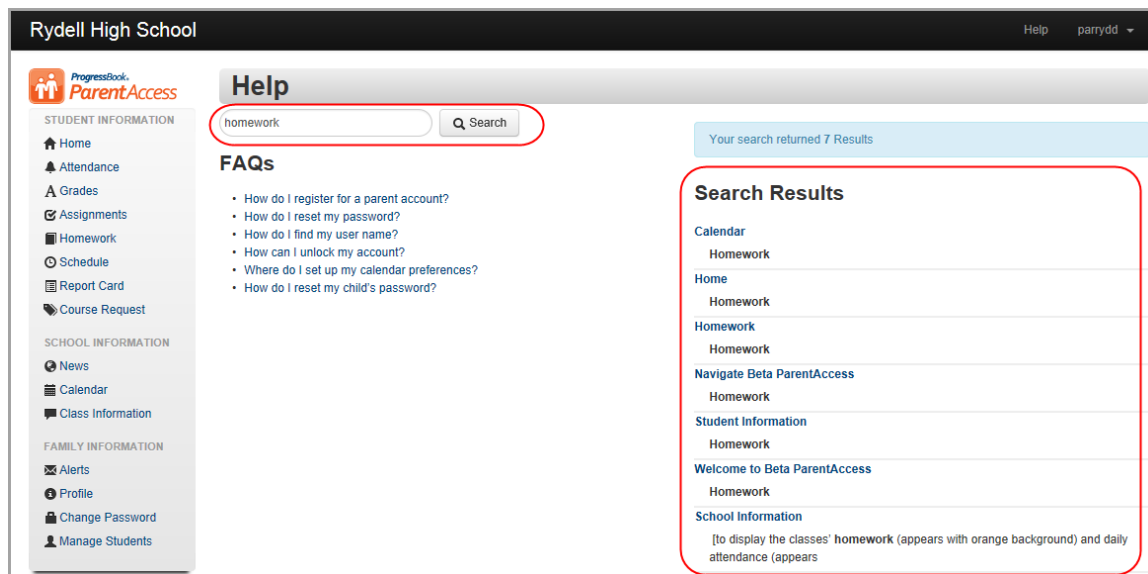 Rydell High School
Help
parrydd
ProgressBook.
ParentAccess
STUDENT INFORMATION
Home
Attendance
Grades
Assignments
Homework
Schedule
Report Card
Course Request
SCHOOL INFORMATION
News
Calendar
Class Information
FAMILY INFORMATION
Alerts
Profile
Change Password
Manage Students
Help
homework
Search
FAQs
• How do I register for a parent account?
• How do I reset my password?
• How do I find my user name?
• How can I unlock my account?
• Where do I set up my calendar preferences?
• How do I reset my child's password?
Your search returned 7 Results
Search Results
Calendar
Homework
Home
Homework
Homework
Homework
Navigate Beta ParentAccess
Homework
Student Information
Homework
Welcome to Beta ParentAccess
Homework
School Information
[to display the classes' homework (appears with orange background) and daily
attendance (appears